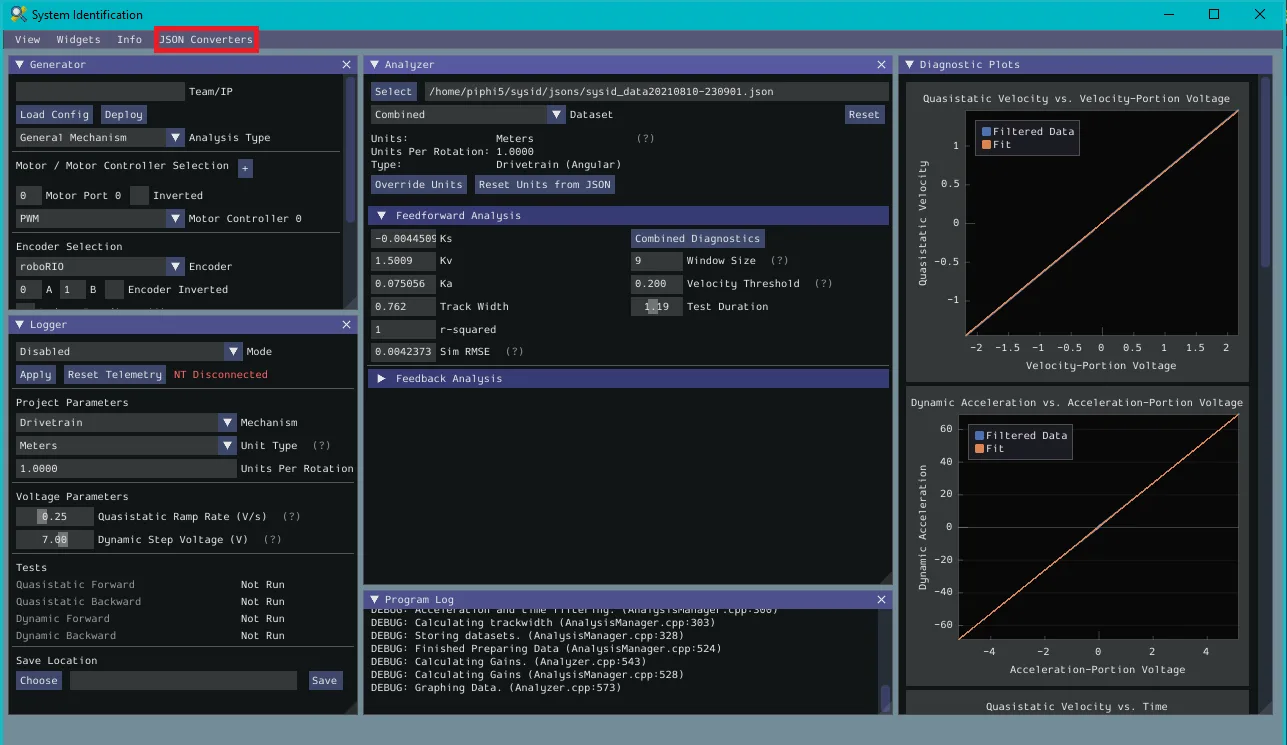 System Identification
View Widgets Info JSON Converters
Generator
Team/IP
Load Config Deploy
General Mechanism Analysis Type
Motor / Motor Controller Selection +
0 Motor Port 0 Inverted
PWM Motor Controller 0
Encoder Selection
roboRIO Encoder
0 A 1 B Encoder Inverted
Logger
Disabled Mode
Apply Reset Telemetry NT Disconnected
Project Parameters
Drivetrain Mechanism
Meters Unit Type (?)
1.0000 Units Per Rotation
Voltage Parameters
0.25 Quasistatic Ramp Rate (V/s) (?)
7.00 Dynamic Step Voltage (V) (?)
Tests
Quasistatic Forward Not Run
Quasistatic Backward Not Run
Dynamic Forward Not Run
Dynamic Backward Not Run
Save Location
Choose Save
Analyzer
Select /home/piphi5/sysid/jsons/sysid_data20210810-230901.json
Combined Dataset Reset
Units: Meters (?)
Units Per Rotation: 1.0000
Type: Drivetrain (Angular)
Override Units Reset Units from JSON
Feedforward Analysis
-0.0044509 Ks Combined Diagnostics
1.5009 Kv 9 Window Size (?)
0.075056 Ka 0.200 Velocity Threshold (?)
0.762 Track Width 1.19 Test Duration
1 r-squared
0.0042373 Sim RMSE (?)
Feedback Analysis
Program Log
DEBUG: Acceleration and time filtering. (AnalysisManager.cpp:300)
DEBUG: Calculating trackwidth (AnalysisManager.cpp:303)
DEBUG: Storing datasets. (AnalysisManager.cpp:328)
DEBUG: Finished Preparing Data (AnalysisManager.cpp:524)
DEBUG: Calculating Gains. (Analyzer.cpp:543)
DEBUG: Calculating Gains (AnalysisManager.cpp:528)
DEBUG: Graphing Data. (Analyzer.cpp:573)
Diagnostic Plots
Quasistatic Velocity vs. Velocity-Portion Voltage
Filtered Data
Fit
Quasistatic Velocity
1
0.5
0
-0.5
-1
-2 -1.5 -1 -0.5 0 0.5 1 1.5 2
Velocity-Portion Voltage
Dynamic Acceleration vs. Acceleration-Portion Voltage
Filtered Data
Fit
Dynamic Acceleration
60
40
20
0
-20
-40
-60
-4 -2 0 2 4
Acceleration-Portion Voltage
Quasistatic Velocity vs. Time